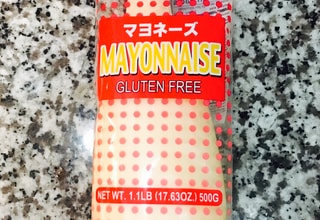 マヨネーズ
MAYONNAISE
GLUTEN FREE
NET WT. 1.1LB (17.63OZ.) 500G